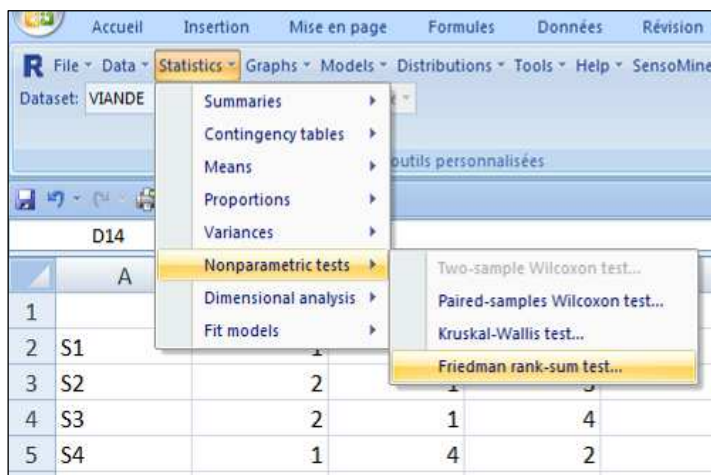 Accueil Insertion Mise en page Formules Données Révision
R File Data Statistics Graphs Models Distributions Tools Help SensoMine
Dataset: VIANDE
Summaries
Contingency tables
Means
outils personnalisées
Proportions
Variances
D14
Nonparametric tests
Two-sample Wilcoxon test...
A
Dimensional analysis
Paired-samples Wilcoxon test...
Fit models
Kruskal-Wallis test...
Friedman rank-sum test...
1
2 S1
3 S2 2
4 S3 2 1 4
5 S4 1 4 2